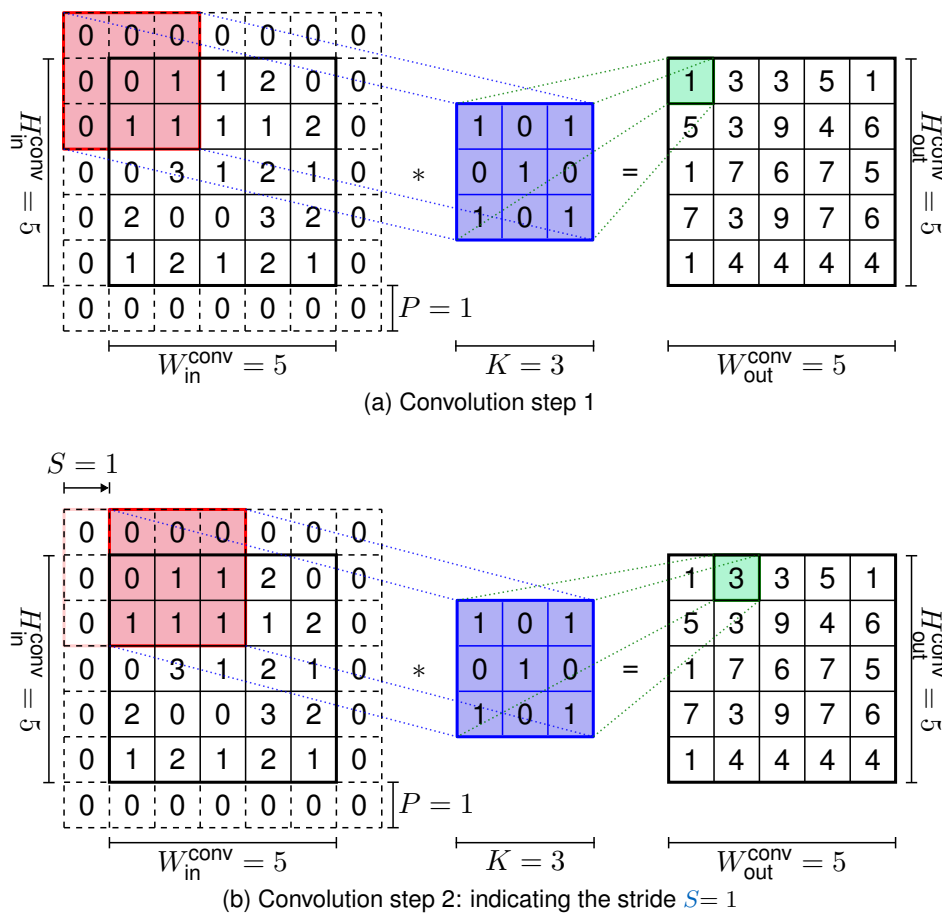 0 0 0 0 0 0 0
0 0 1 1 2 0 0
0 1 1 1 1 2 0
0 0 3 1 2 1 0
0 2 0 0 3 2 0
0 1 2 1 2 1 0
0 0 0 0 0 0 0
H_in^conv = 5
P = 1
W_in^conv = 5
*
1 0 1
0 1 0
1 0 1
K = 3
=
1 3 3 5 1
5 3 9 4 6
1 7 6 7 5
7 3 9 7 6
1 4 4 4 4
H_out^conv = 5
W_out^conv = 5
(a) Convolution step 1
S = 1
0 0 0 0 0 0 0
0 0 1 1 2 0 0
0 1 1 1 1 2 0
0 0 3 1 2 1 0
0 2 0 0 3 2 0
0 1 2 1 2 1 0
0 0 0 0 0 0 0
H_in^conv = 5
P = 1
W_in^conv = 5
*
1 0 1
0 1 0
1 0 1
K = 3
=
1 3 3 5 1
5 3 9 4 6
1 7 6 7 5
7 3 9 7 6
1 4 4 4 4
H_out^conv = 5
W_out^conv = 5
(b) Convolution step 2: indicating the stride S= 1